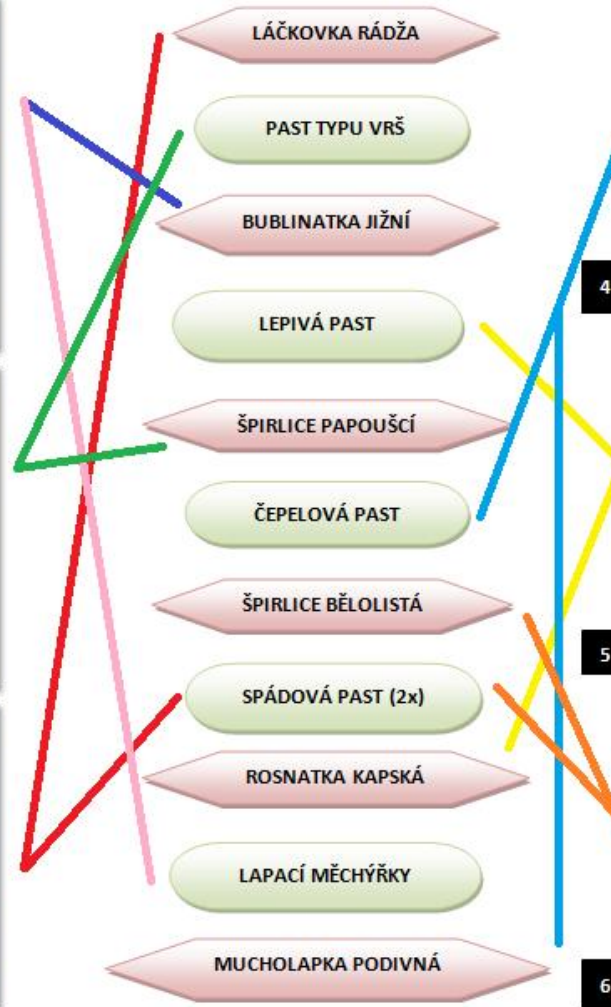 LÁČKOVKA RÁDŽA
PAST TYPU VRŠ
BUBLINATKA JIŽNÍ
4
LEPIVÁ PAST
ŠPIRLICE PAPOUŠČÍ
ČEPELOVÁ PAST
ŠPIRLICE BĚLOLISTÁ
5
SPÁDOVÁ PAST (2x)
ROSNATKA KAPSKÁ
LAPACÍ MĚCHÝŘKY
MUCHOLAPKA PODIVNÁ
6